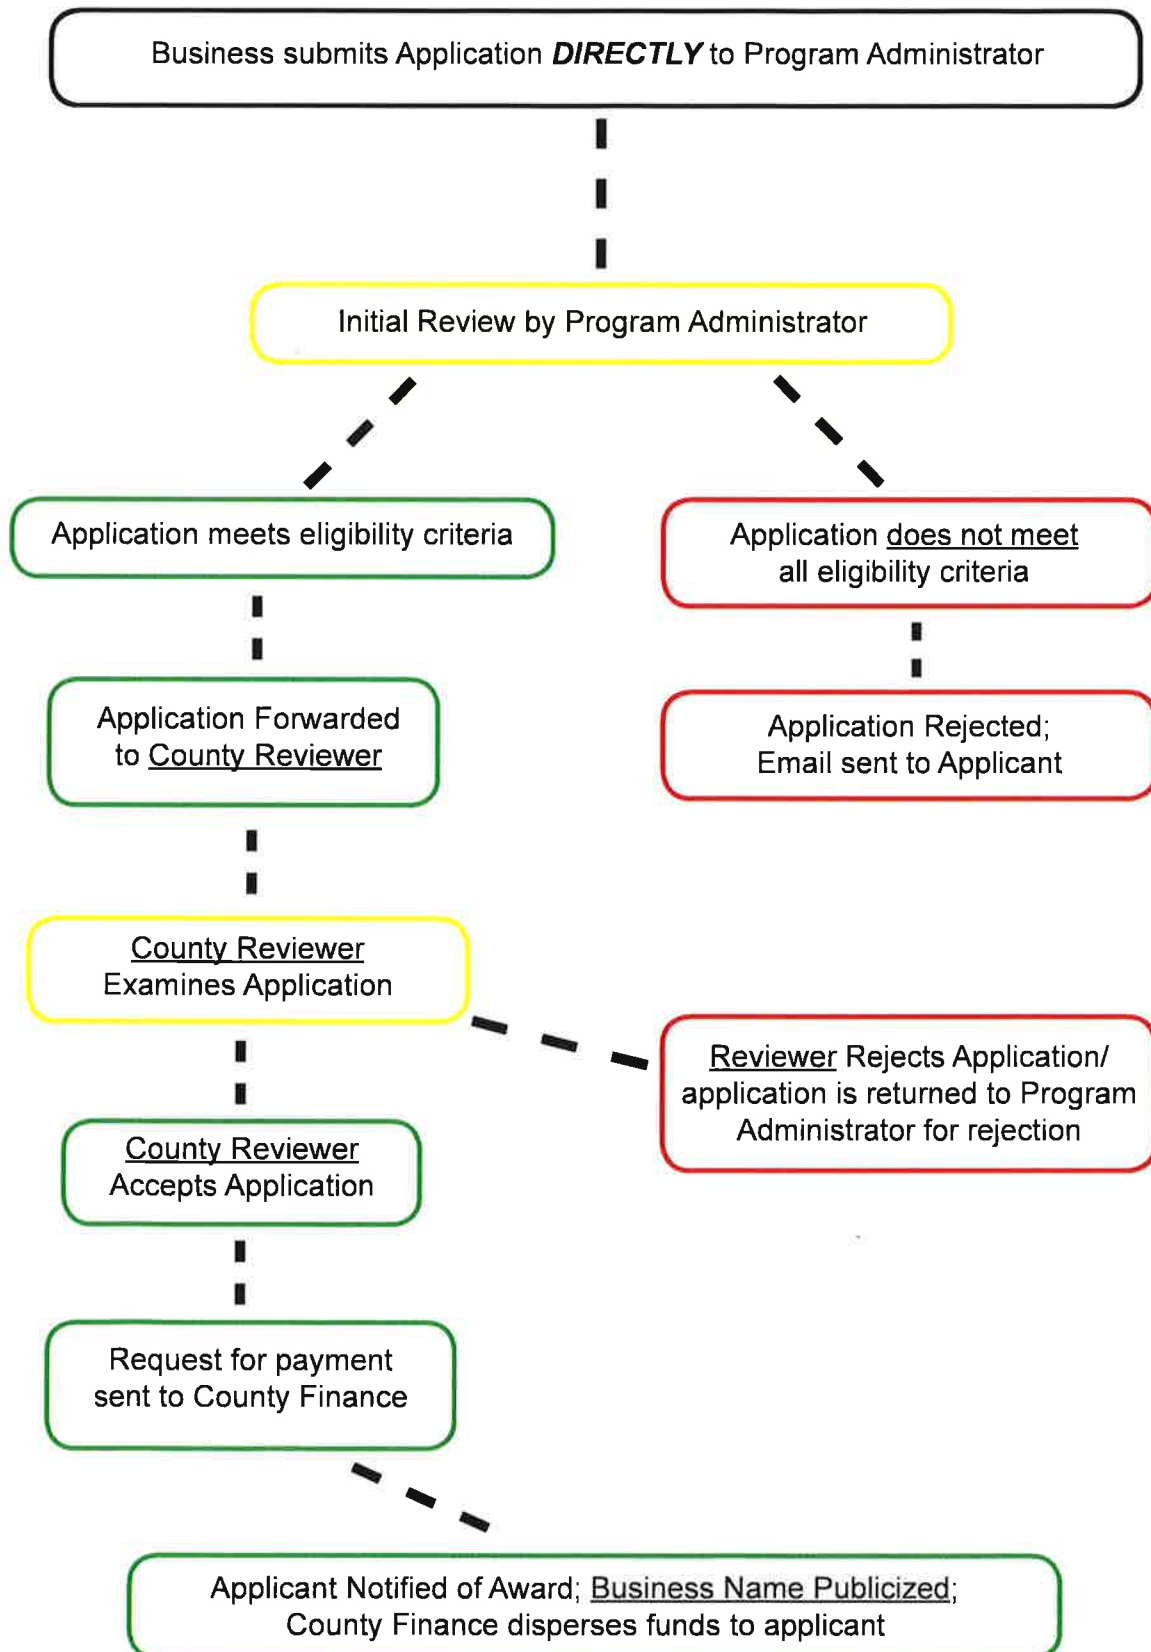 Business submits Application DIRECTLY to Program Administrator
Initial Review by Program Administrator
Application meets eligibility criteria
Application does not meet
all eligibility criteria
Application Forwarded
to County Reviewer
Application Rejected;
Email sent to Applicant
County Reviewer
Examines Application
Reviewer Rejects Application/
application is returned to Program
Administrator for rejection
County Reviewer
Accepts Application
Request for payment
sent to County Finance
Applicant Notified of Award; Business Name Publicized;
County Finance disperses funds to applicant